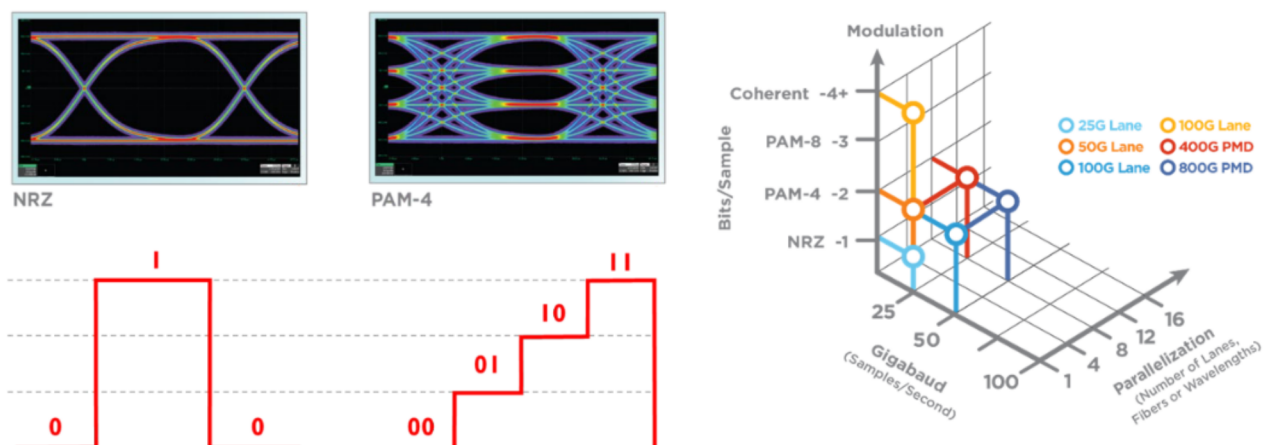 NRZ
PAM-4
0
1
0
00
01
10
11
Modulation
Coherent -4+
PAM-8 -3
PAM-4 -2
NRZ -1
Bits/Sample
25
50
100
Gigabaud
(Samples/Second)
1
4
8
12
16
Parallelization
(Number of Lanes,
Fibers or Wavelengths)
25G Lane
100G Lane
50G Lane
400G PMD
100G Lane
800G PMD